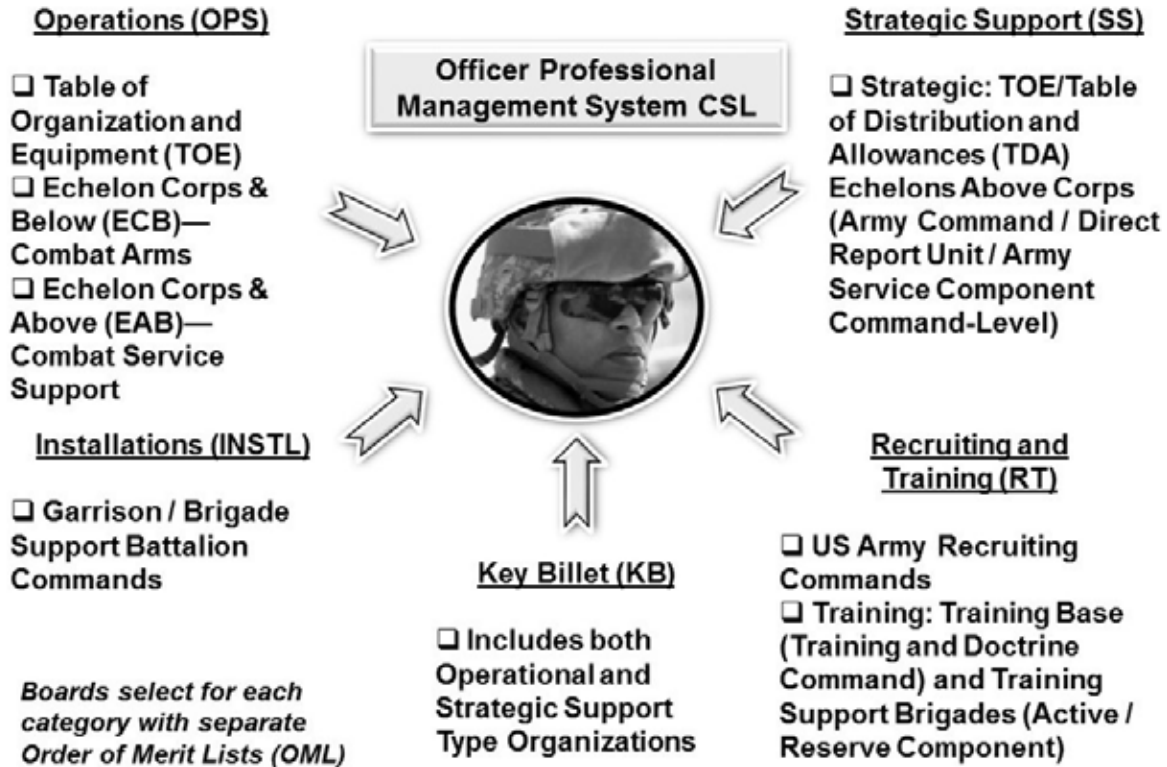 Operations (OPS)
❑ Table of
Organization and
Equipment (TOE)
❑ Echelon Corps &
Below (ECB)—
Combat Arms
❑ Echelon Corps &
Above (EAB)—
Combat Service
Support
Officer Professional
Management System CSL
Strategic Support (SS)
❑ Strategic: TOE/Table
of Distribution and
Allowances (TDA)
Echelons Above Corps
(Army Command / Direct
Report Unit / Army
Service Component
Command-Level)
Installations (INSTL)
❑ Garrison / Brigade
Support Battalion
Commands
Key Billet (KB)
❑ Includes both
Operational and
Strategic Support
Type Organizations
Recruiting and
Training (RT)
❑ US Army Recruiting
Commands
❑ Training: Training Base
(Training and Doctrine
Command) and Training
Support Brigades (Active /
Reserve Component)
Boards select for each
category with separate
Order of Merit Lists (OML)